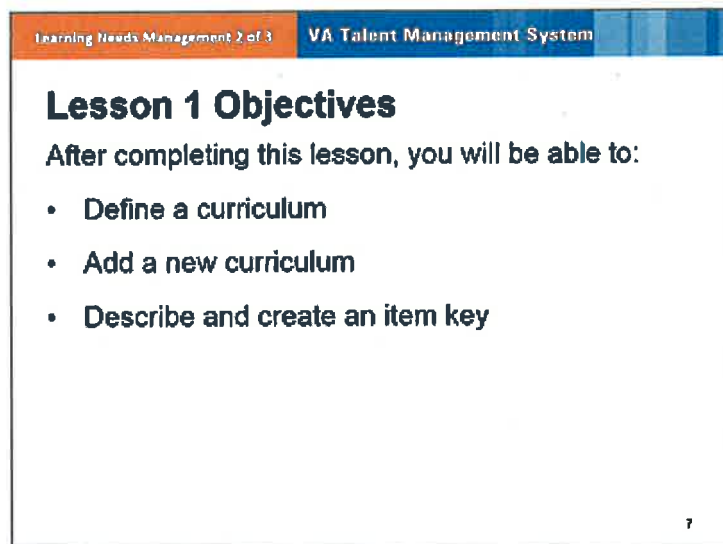 Learning Needs Management 2 of 3
VA Talent Management System
Lesson 1 Objectives
After completing this lesson, you will be able to:
• Define a curriculum
• Add a new curriculum
• Describe and create an item key
7